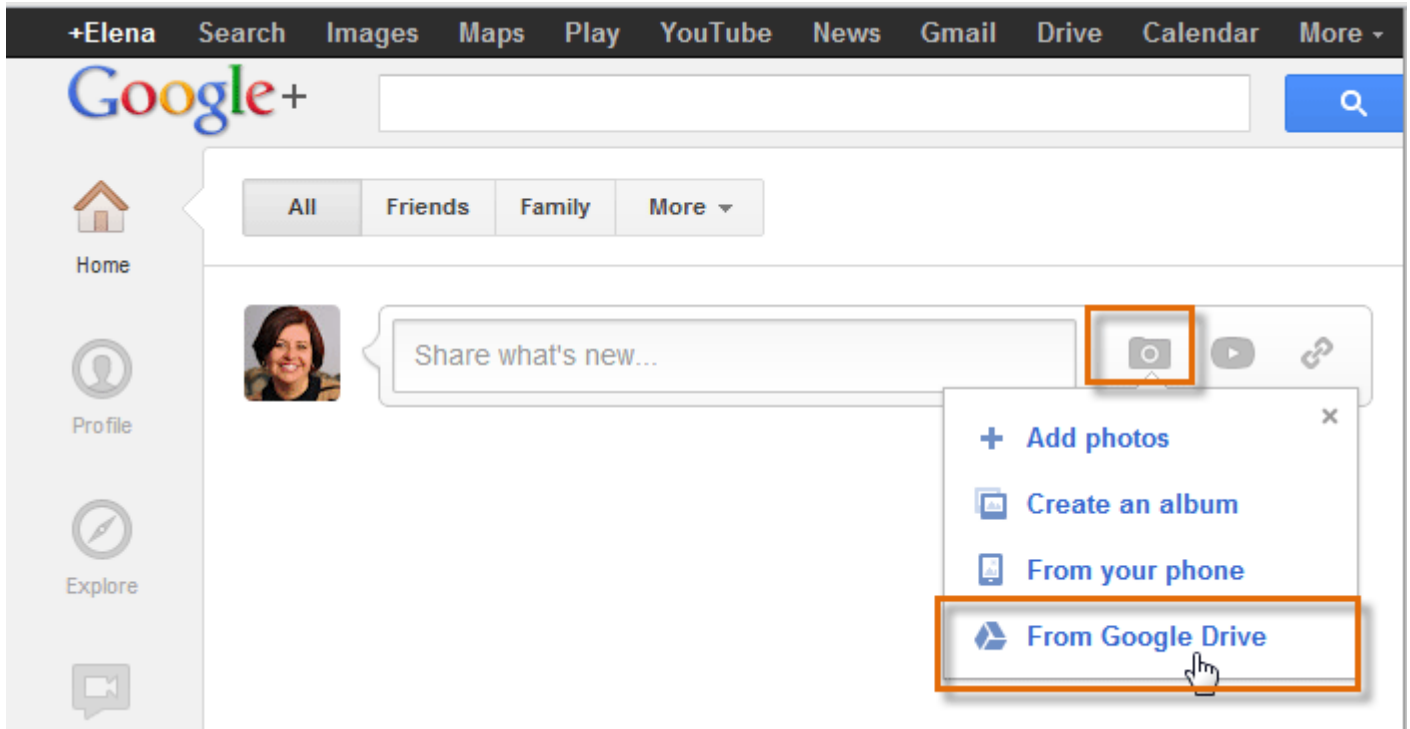 +Elena Search Images Maps Play YouTube News Gmail Drive Calendar More
Google+
All Friends Family More
Home
Share what's new...
Profile
Add photos
Create an album
From your phone
Explore
From Google Drive